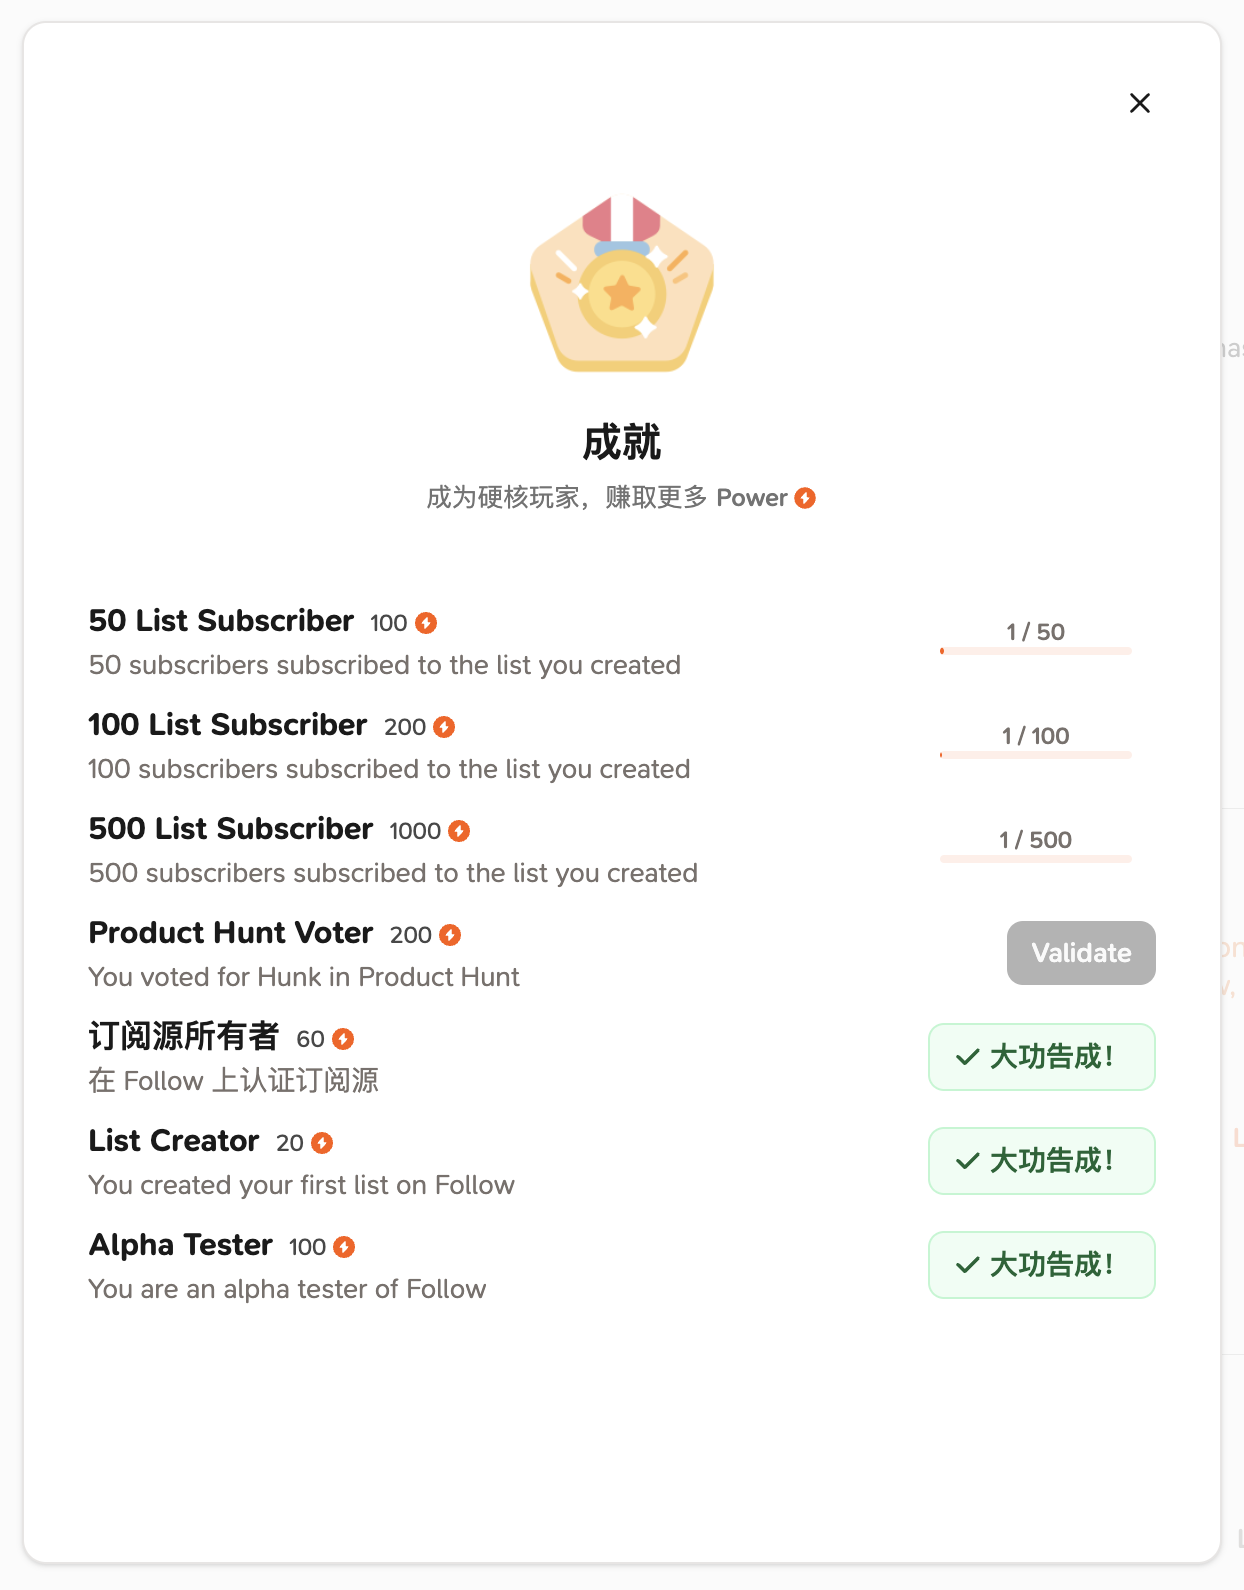 成就
成为硬核玩家，赚取更多 Power
50 List Subscriber 100
50 subscribers subscribed to the list you created
1 / 50
100 List Subscriber 200
100 subscribers subscribed to the list you created
1 / 100
500 List Subscriber 1000
500 subscribers subscribed to the list you created
1 / 500
Product Hunt Voter 200
You voted for Hunk in Product Hunt
Validate
订阅源所有者 60
在 Follow 上认证订阅源
大功告成！
List Creator 20
You created your first list on Follow
大功告成！
Alpha Tester 100
You are an alpha tester of Follow
大功告成！